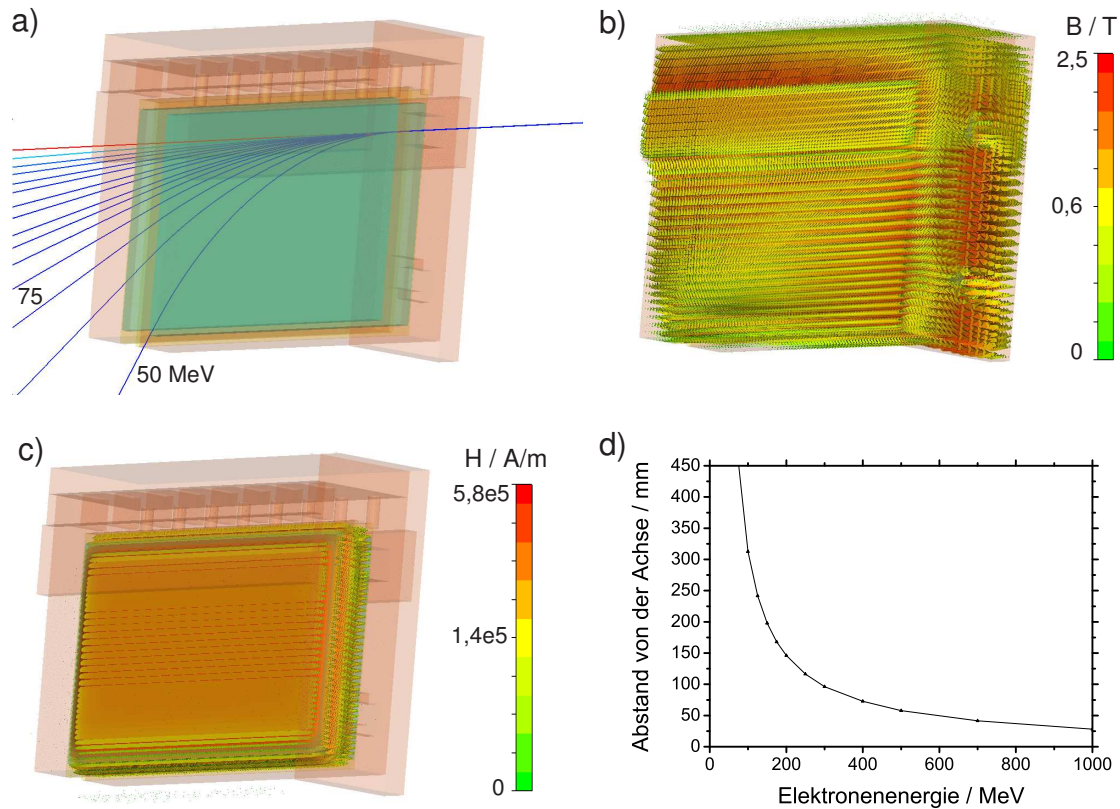 a)
75
50 MeV
b)
B / T
2,5
0,6
0
c)
H / A/m
5,8e5
1,4e5
0
d)
Abstand von der Achse / mm
450
400
350
300
250
200
150
100
50
0
0 200 400 600 800 1000
Elektronenenergie / MeV